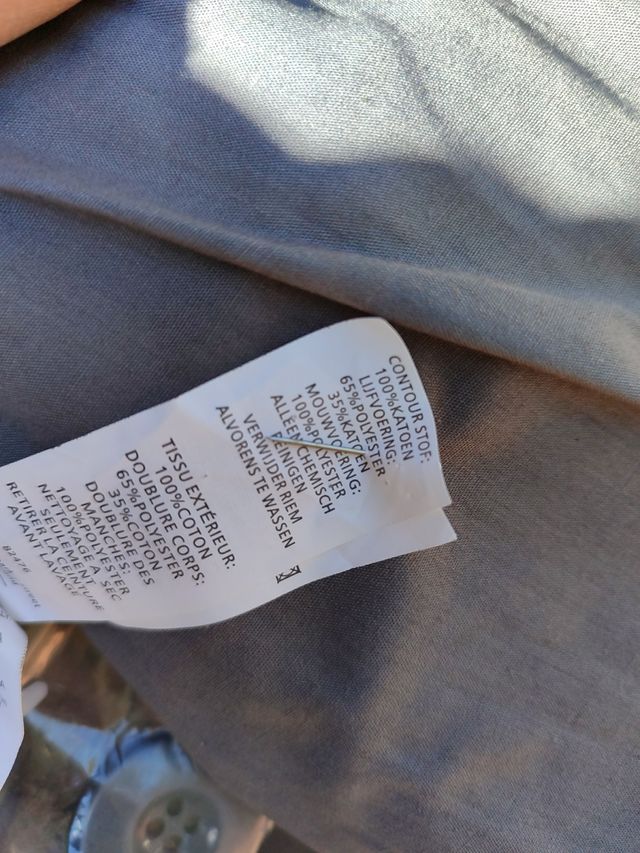 CONTOUR STOF:
100%KATOEN
LIJFVOERING:
65%POLYESTER
35%KATOEN
MOUWVOERING:
100%POLYESTER
ALLEEN CHEMISCH
REINIGEN
VERWIJDER RIEM
ALVORENS TE WASSEN
TISSU EXTÉRIEUR:
100%COTON
DOUBLURE CORPS:
65%POLYESTER
35%COTON
DOUBLURE DES
MANCHES:
100%POLYESTER
NETTOYAGE A SEC
SEULEMENT
RETIRER LA CEINTURE
AVANT LAVAGE